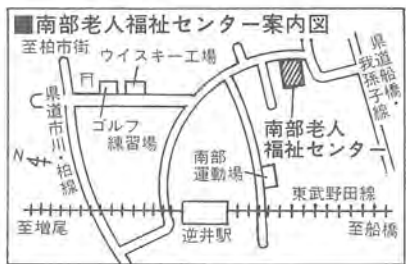 ■南部老人福祉センター案内図
至柏市街
ウイスキー工場
県道船橋・
我孫子線
県道市川・柏線
ゴルフ
練習場
南部老人
福祉センター
N
南部
運動場
東武野田線
至増尾
逆井駅
至船橋